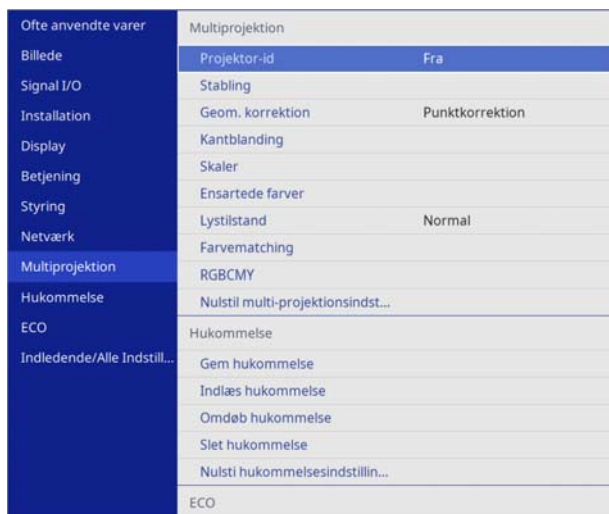 Ofte anvendte varer
Billede
Signal I/O
Installation
Display
Betjening
Styring
Netværk
Multiprojektion
Hukommelse
ECO
Indledende/Alle Indstill...
Multiprojektion
Projektor-id Fra
Stabling
Geom. korrektion Punktkorrektion
Kantblanding
Skaler
Ensartede farver
Lystilstand Normal
Farvematching
RGBCMY
Nulstil multi-projektionsindst...
Hukommelse
Gem hukommelse
Indlæs hukommelse
Omdøb hukommelse
Slet hukommelse
Nulsti hukommelsesindstillin...
ECO